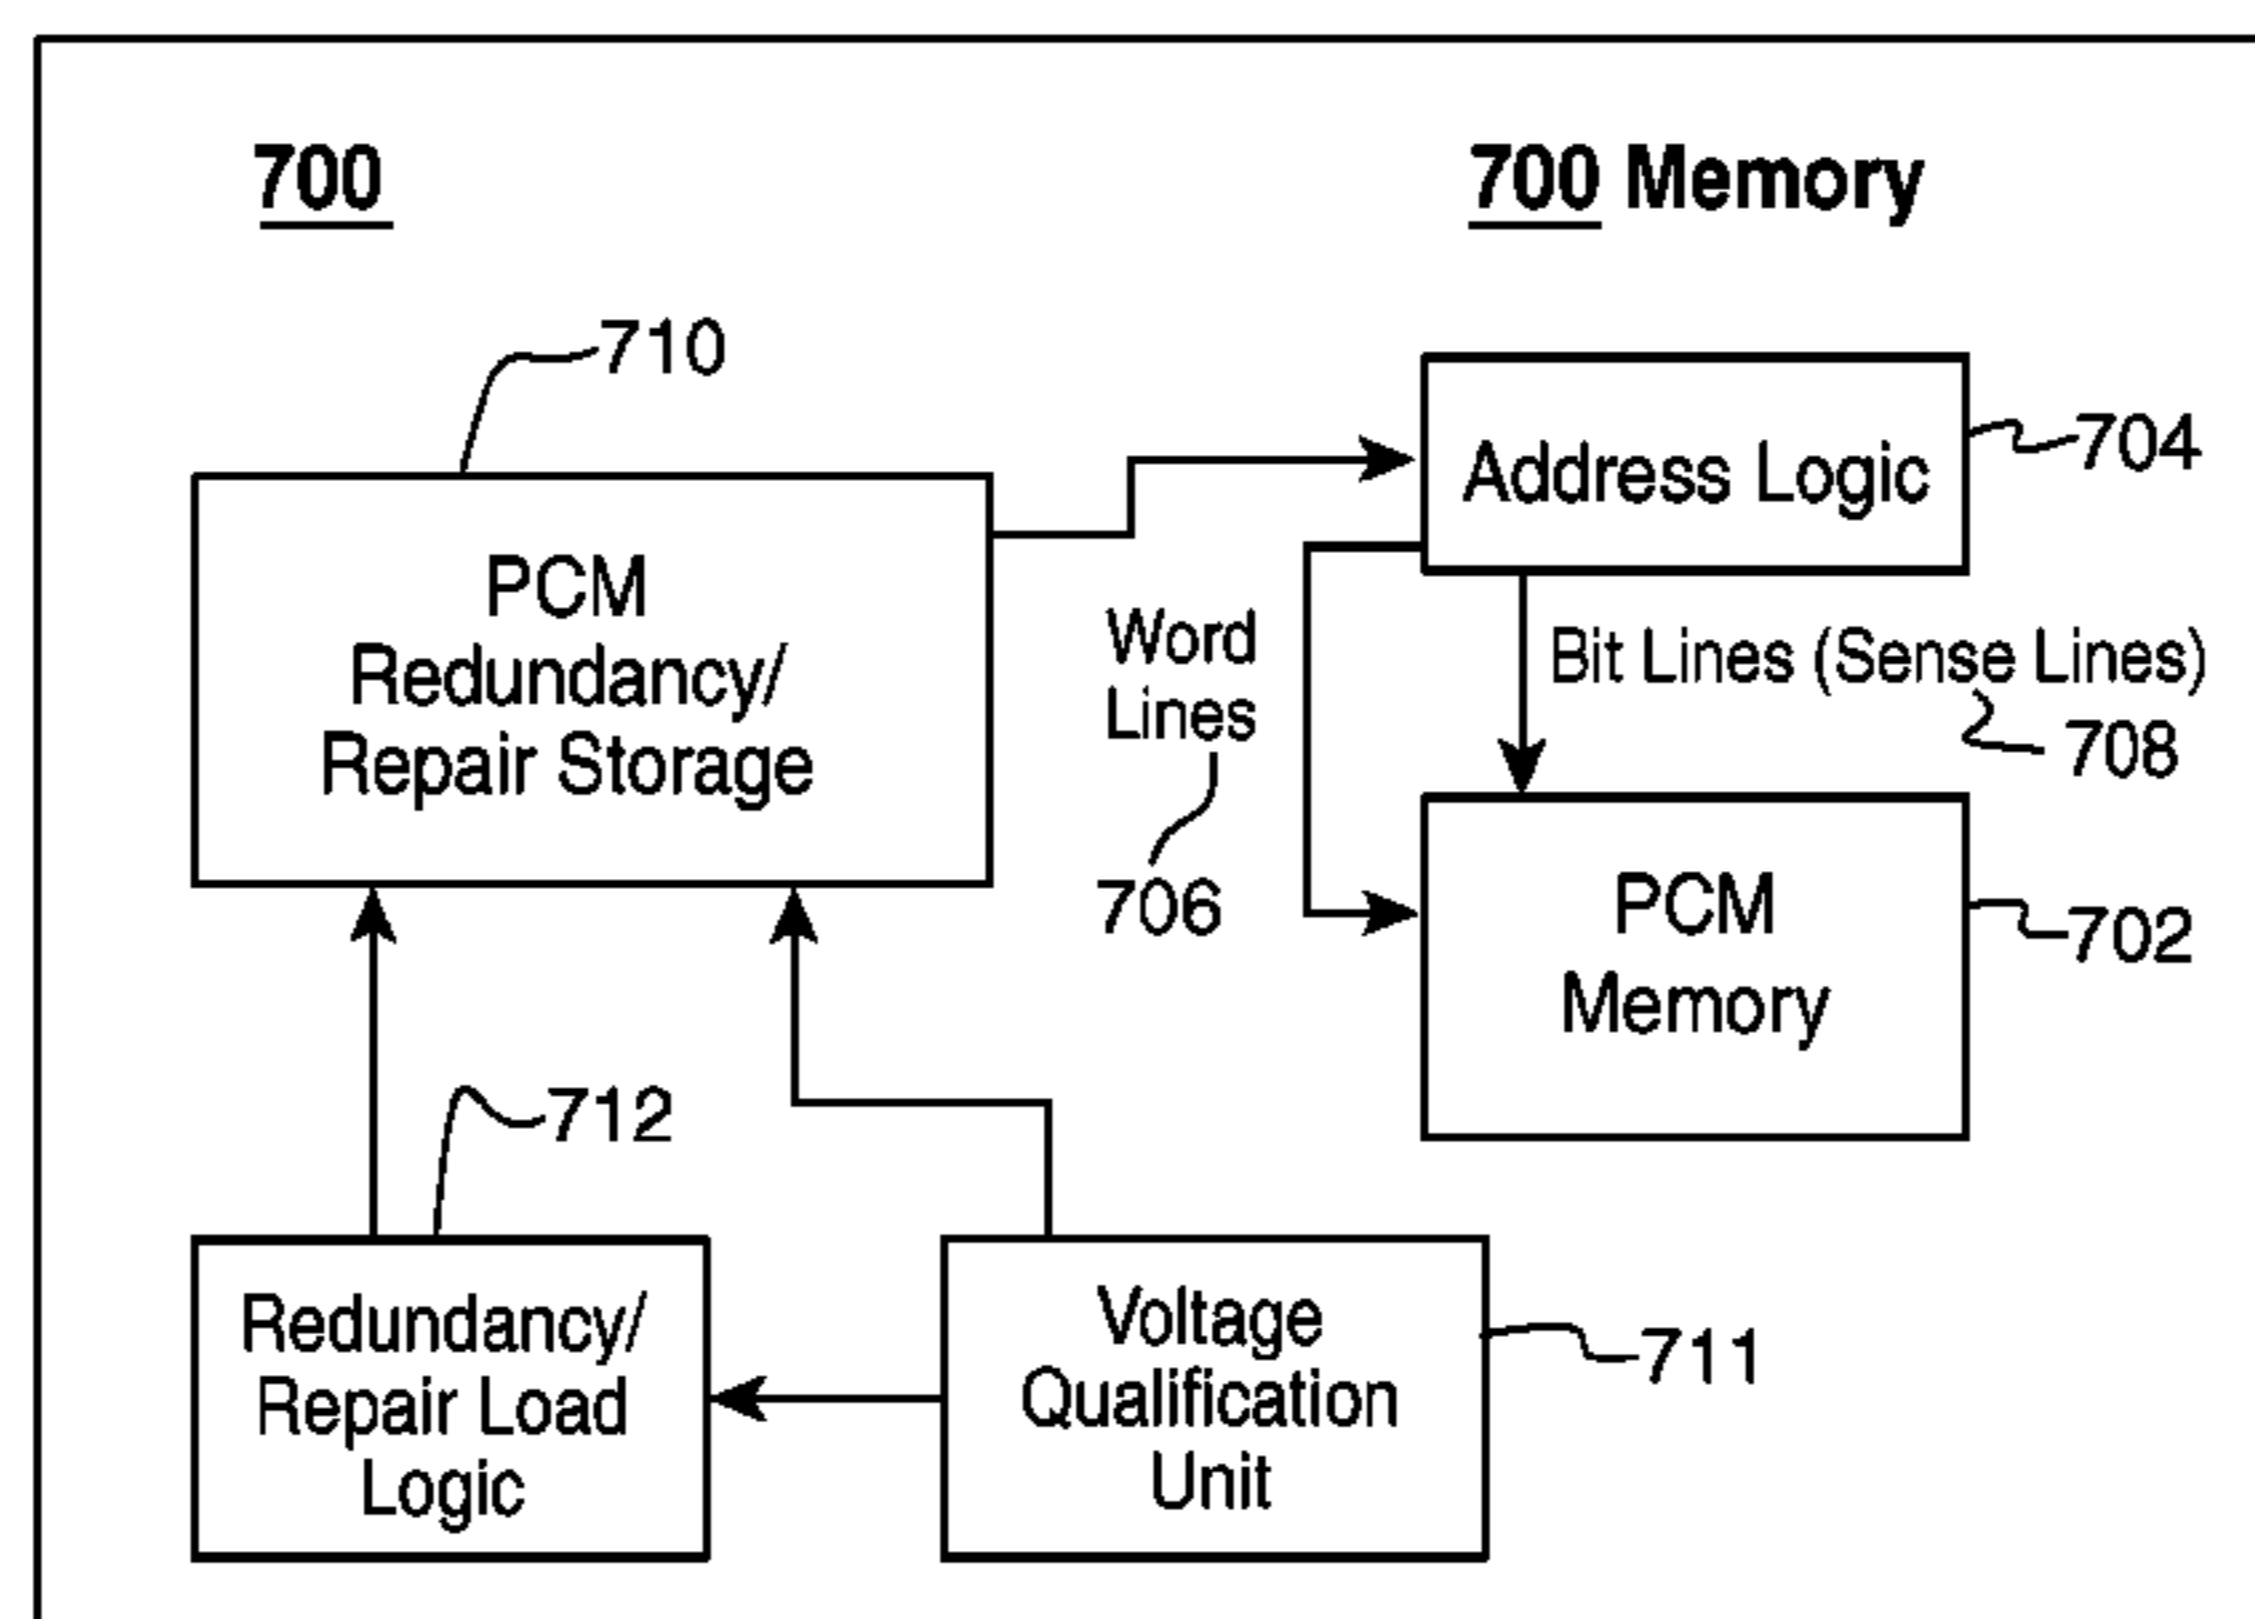 700
700 Memory
710
PCM
Redundancy/
Repair Storage
Address Logic
704
Word
Lines
706
Bit Lines (Sense Lines)
708
PCM
Memory
702
712
Redundancy/
Repair Load
Logic
Voltage
Qualification
Unit
711